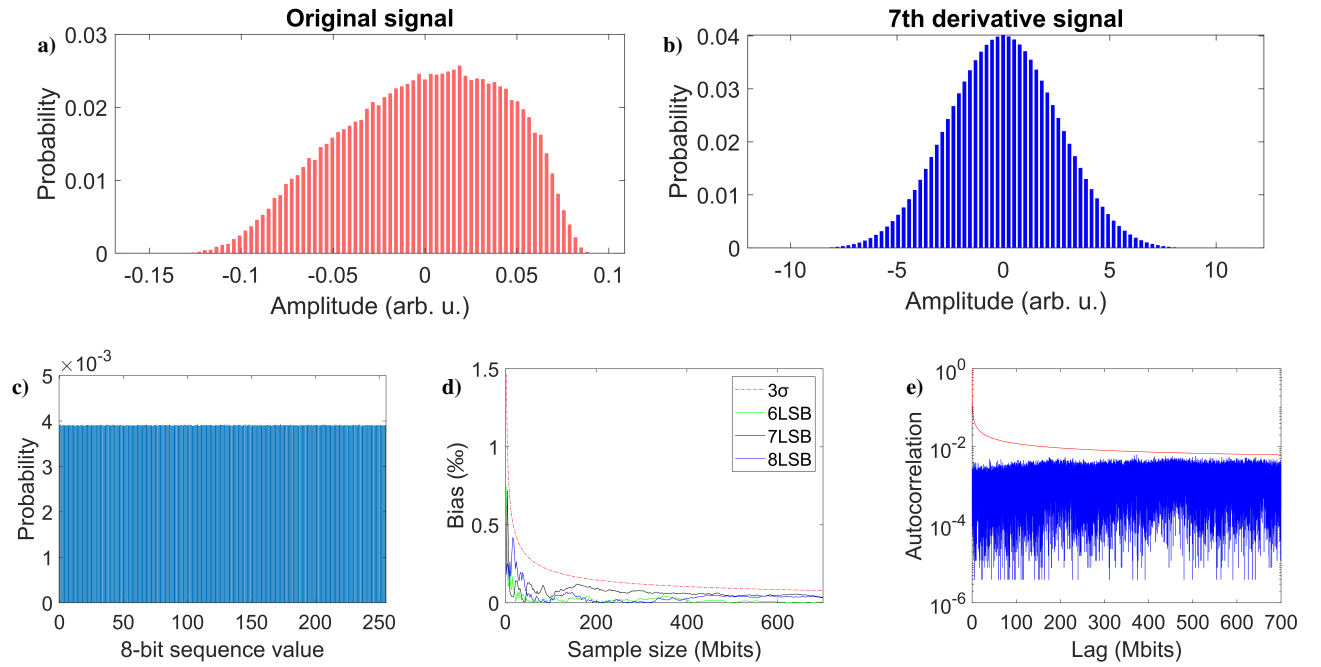 Original signal
a)
0.03
0.02
0.01
0
Probability
-0.15
-0.1
-0.05
0
0.05
0.1
Amplitude (arb. u.)
7th derivative signal
b)
0.04
0.03
0.02
0.01
0
Probability
-10
-5
0
5
10
Amplitude (arb. u.)
c)
×10-3
5
4
3
2
1
0
Probability
0
50
100
150
200
250
8-bit sequence value
d)
1.5
1
0.5
0
Bias (‰)
3σ
6LSB
7LSB
8LSB
0
200
400
600
Sample size (Mbits)
e)
100
10-2
10-4
10-6
Autocorrelation
0
100
200
300
400
500
600
700
Lag (Mbits)